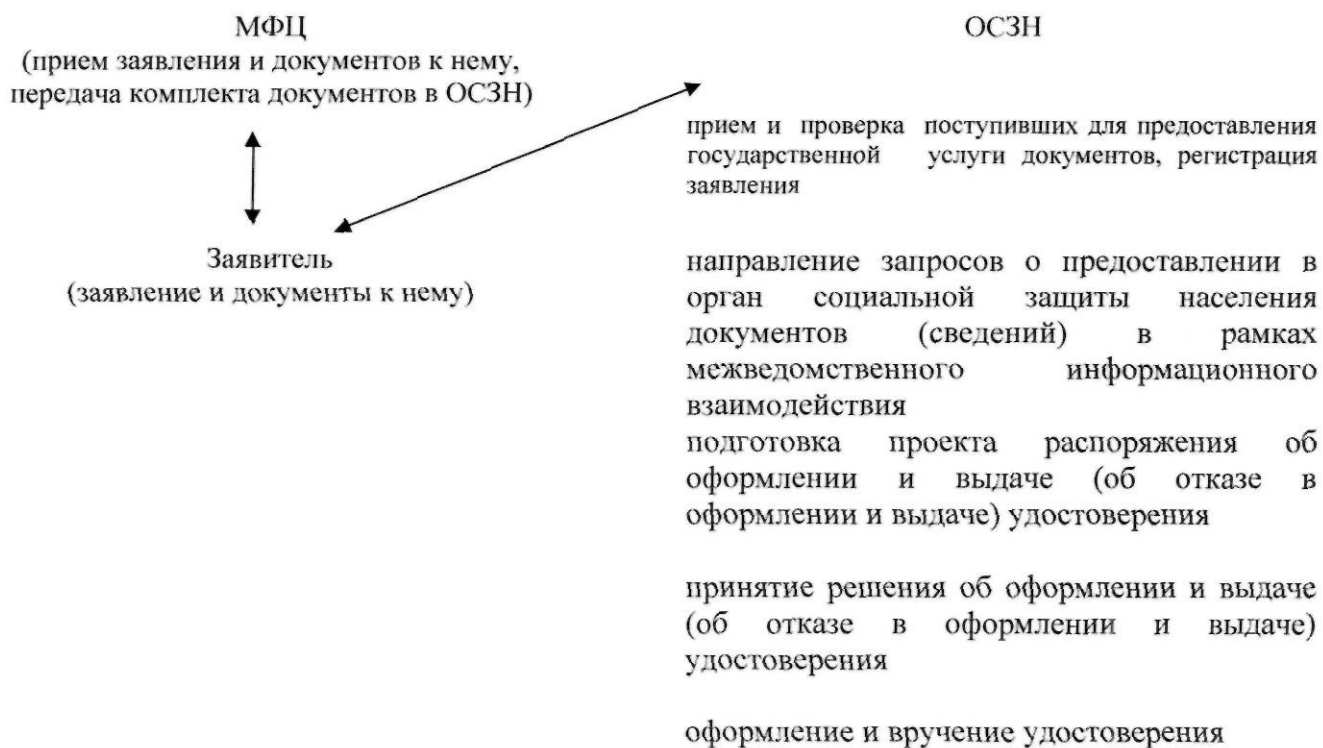 МФЦ
(прием заявления и документов к нему,
передача комплекта документов в ОСЗН)
Заявитель
(заявление и документы к нему)
ОСЗН
прием и проверка поступивших для предоставления
государственной услуги документов, регистрация
заявления
направление запросов о предоставлении в
орган социальной защиты населения
документов (сведений) в рамках
межведомственного информационного
взаимодействия
подготовка проекта распоряжения об
оформлении и выдаче (об отказе в
оформлении и выдаче) удостоверения
принятие решения об оформлении и выдаче
(об отказе в оформлении и выдаче)
удостоверения
оформление и вручение удостоверения